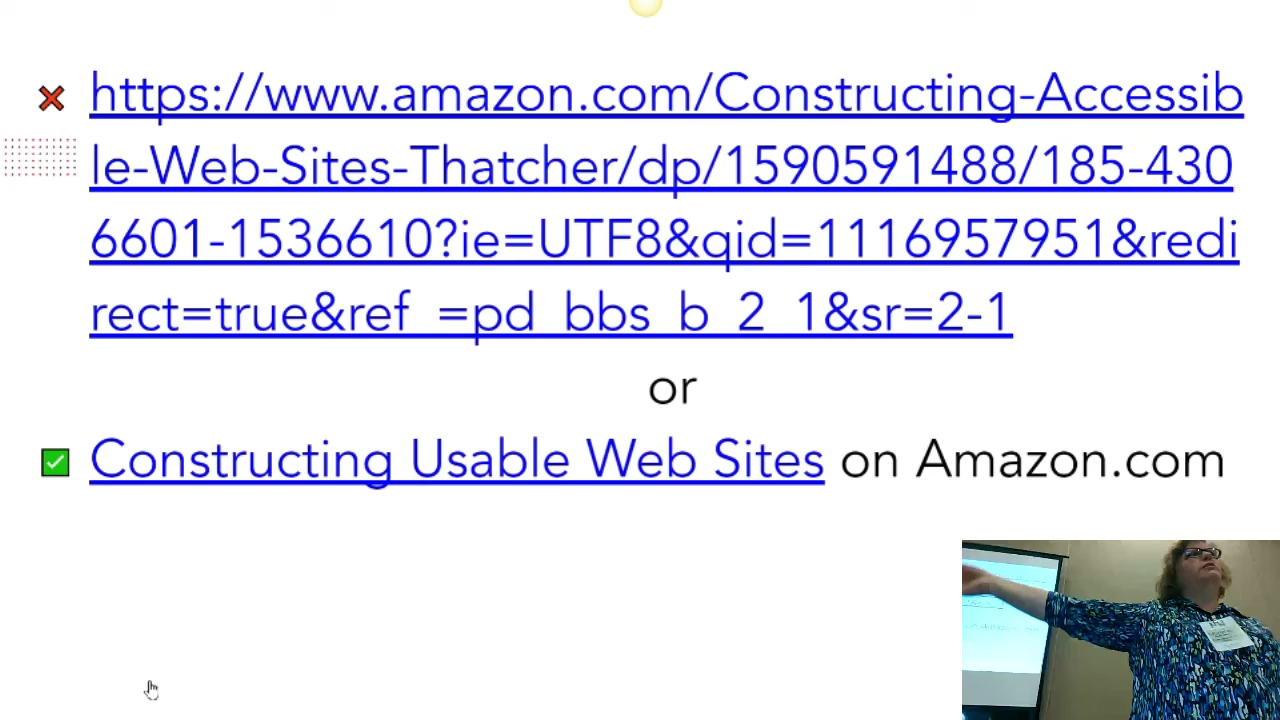 https://www.amazon.com/Constructing-Accessib
le-Web-Sites-Thatcher/dp/1590591488/185-430
6601-1536610?ie=UTF8&qid=1116957951&redi
rect=true&ref_=pd_bbs_b_2_1&sr=2-1
or
Constructing Usable Web Sites on Amazon.com